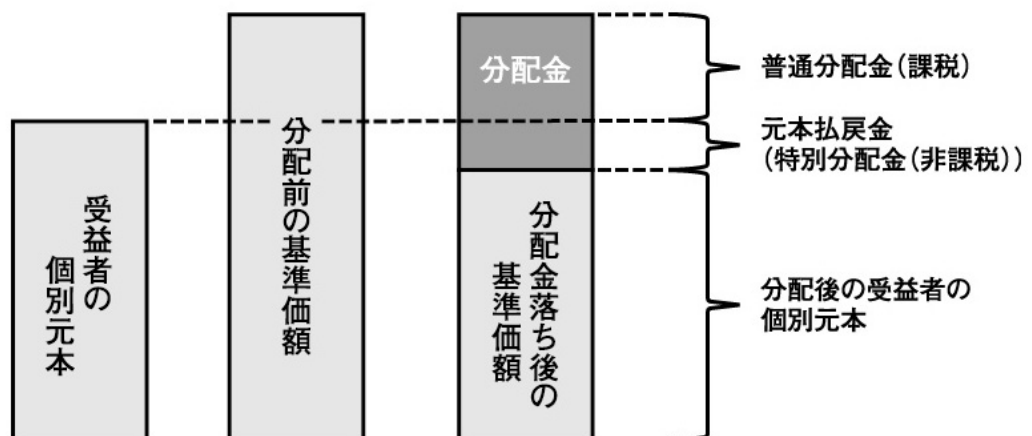 受益者の
個別元本
分配前の基準価額
分配金
分配金落ち後の
基準価額
普通分配金(課税)
元本払戻金
(特別分配金(非課税))
分配後の受益者の
個別元本